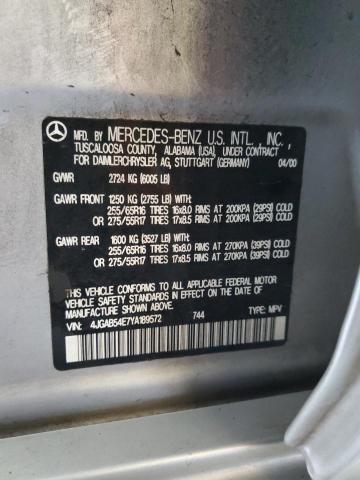 MFD. BY MERCEDES-BENZ U.S. INTL., INC.,
TUSCALOOSA COUNTY, ALABAMA (USA), UNDER CONTRACT
FOR DAIMLERCHRYSLER AG, STUTTGART (GERMANY) 04/00
GVWR 2724 KG (6005 LB)
GAWR FRONT 1250 KG (2755 LB) WITH:
255/65R16 TIRES 16x8.0 RIMS AT 200KPA (29PSI) COLD
OR 275/55R17 TIRES 17x8.5 RIMS AT 200KPA (29PSI) COLD
GAWR REAR 1600 KG (3527 LB) WITH:
255/65R16 TIRES 16x8.0 RIMS AT 270KPA (39PSI) COLD
OR 275/55R17 TIRES 17x8.5 RIMS AT 270KPA (39PSI) COLD
THIS VEHICLE CONFORMS TO ALL APPLICABLE FEDERAL MOTOR
VEHICLE SAFETY STANDARDS IN EFFECT ON THE DATE OF
MANUFACTURE SHOWN ABOVE.
VIN: 4JGAB54E7YA189572 744 TYPE: MPV